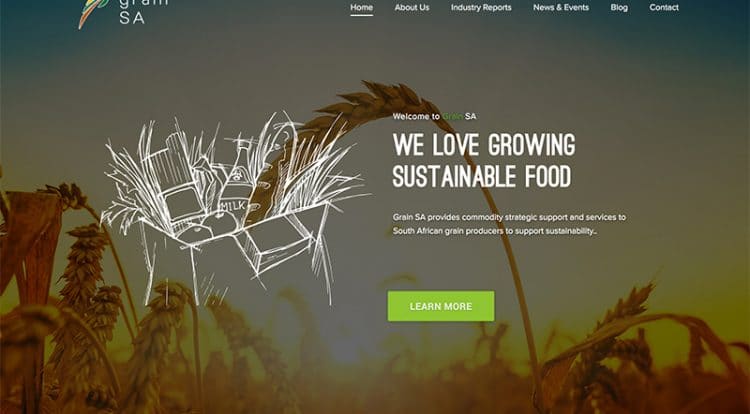 grain
SA
Home About Us Industry Reports News & Events Blog Contact
Welcome to Grain SA
WE LOVE GROWING
SUSTAINABLE FOOD
Grain SA provides commodity strategic support and services to
South African grain producers to support sustainability..
LEARN MORE
MILK